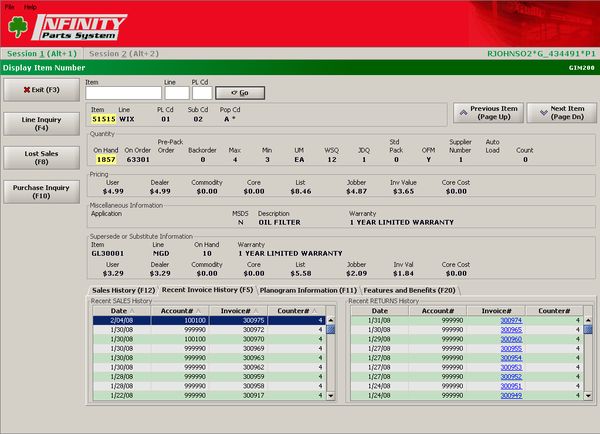 File Help
INFINITY
Parts System
Session 1 (Alt+1) Session 2 (Alt+2) RJOHNSO2*G_434491*P1
Display Item Number GIM200
Exit (F3)
Line Inquiry (F4)
Lost Sales (F8)
Purchase Inquiry (F10)
Item Line PL Cd
Go
Item Line PL Cd Sub Cd Pop Cd
51515 WIX 01 02 A *
Previous Item (Page Up)
Next Item (Page Dn)
Quantity
On Hand On Order Pre-Pack Order Backorder Max Min UM WSQ JDQ Std Pack OFM Supplier Number Auto Load Count
1857 63301 0 4 3 EA 12 1 0 Y 1 0
Pricing
User Dealer Commodity Core List Jobber Inv Value Core Cost
$4.99 $4.99 $0.00 $0.00 $8.46 $4.87 $3.65 $0.00
Miscellaneous Information
Application MSDS Description Warranty
N OIL FILTER 1 YEAR LIMITED WARRANTY
Supersede or Substitute Information
Item Line On Hand Warranty
GL30001 MGD 10 1 YEAR LIMITED WARRANTY
User Dealer Commodity Core List Jobber Inv Val Core Cost
$3.29 $3.29 $0.00 $0.00 $5.58 $2.09 $1.84 $0.00
Sales History (F12) Recent Invoice History (F5) Planogram Information (F11) Features and Benefits (F20)
Recent SALES History
Date Account# Invoice# Counter#
2/04/08 100100 300975 4
1/30/08 999990 300972 4
1/30/08 100100 300970 4
1/30/08 999990 300969 4
1/30/08 999990 300963 4
1/30/08 999990 300962 4
1/28/08 999990 300959 4
1/28/08 999990 300958 4
1/22/08 999990 300917 4
Recent RETURNS History
Date Account# Invoice# Counter#
1/31/08 999990 300974 4
1/30/08 999990 300965 4
1/29/08 999990 300960 4
1/27/08 999990 300955 4
1/27/08 999990 300954 4
1/27/08 999990 300953 4
1/27/08 999990 300952 4
1/24/08 999990 300951 4
1/24/08 999990 300949 4